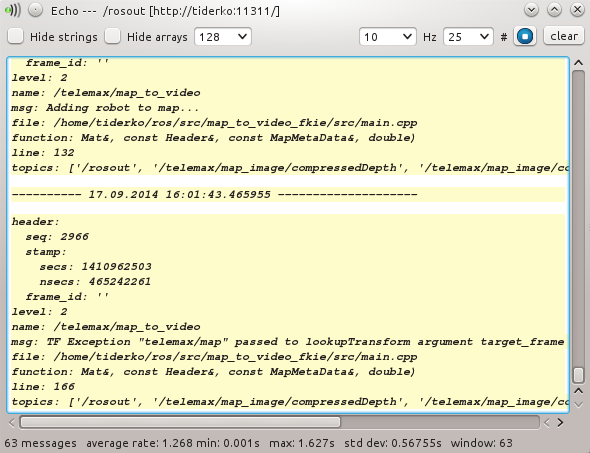 Echo --- /rosout [http://tiderko:11311/]
Hide strings Hide arrays 128 10 Hz 25 # clear
frame_id: ''
level: 2
name: /telemax/map_to_video
msg: Adding robot to map...
file: /home/tiderko/ros/src/map_to_video_fkie/src/main.cpp
function: Mat&, const Header&, const MapMetaData&, double)
line: 132
topics: ['/rosout', '/telemax/map_image/compressedDepth', '/telemax/map_image/co
---------- 17.09.2014 16:01:43.465955 --------------------
header:
seq: 2966
stamp:
secs: 1410962503
nsecs: 465242261
frame_id: ''
level: 2
name: /telemax/map_to_video
msg: TF Exception "telemax/map" passed to lookupTransform argument target_frame
file: /home/tiderko/ros/src/map_to_video_fkie/src/main.cpp
function: Mat&, const Header&, const MapMetaData&, double)
line: 166
topics: ['/rosout', '/telemax/map_image/compressedDepth', '/telemax/map_image/co
63 messages average rate: 1.268 min: 0.001s max: 1.627s std dev: 0.56755s window: 63